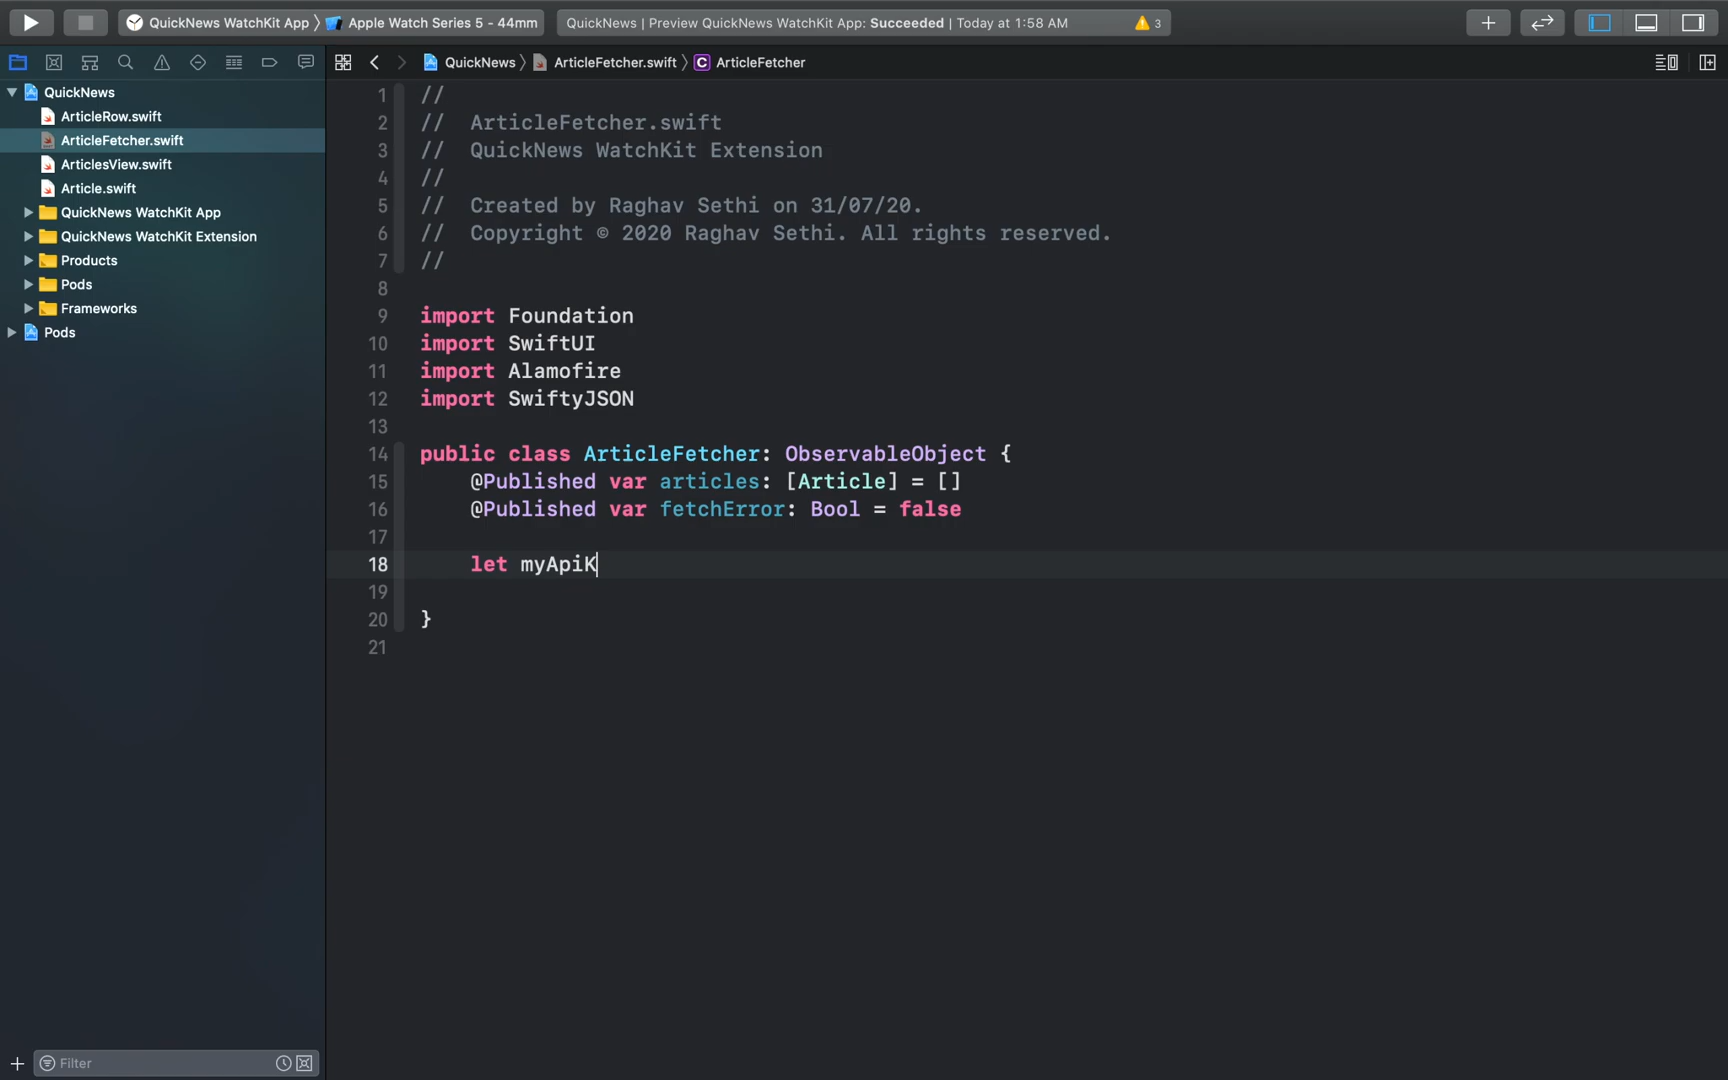 QuickNews WatchKit App 〉 Apple Watch Series 5 - 44mm
QuickNews | Preview QuickNews WatchKit App: Succeeded | Today at 1:58 AM
3
QuickNews 〉 ArticleFetcher.swift 〉 C ArticleFetcher
QuickNews
ArticleRow.swift
ArticleFetcher.swift
ArticlesView.swift
Article.swift
QuickNews WatchKit App
QuickNews WatchKit Extension
Products
Pods
Frameworks
Pods
1 //
2 //  ArticleFetcher.swift
3 //  QuickNews WatchKit Extension
4 //
5 //  Created by Raghav Sethi on 31/07/20.
6 //  Copyright © 2020 Raghav Sethi. All rights reserved.
7 //
8
9 import Foundation
10 import SwiftUI
11 import Alamofire
12 import SwiftyJSON
13
14 public class ArticleFetcher: ObservableObject {
15     @Published var articles: [Article] = []
16     @Published var fetchError: Bool = false
17
18     let myApiK
19
20 }
21
Filter